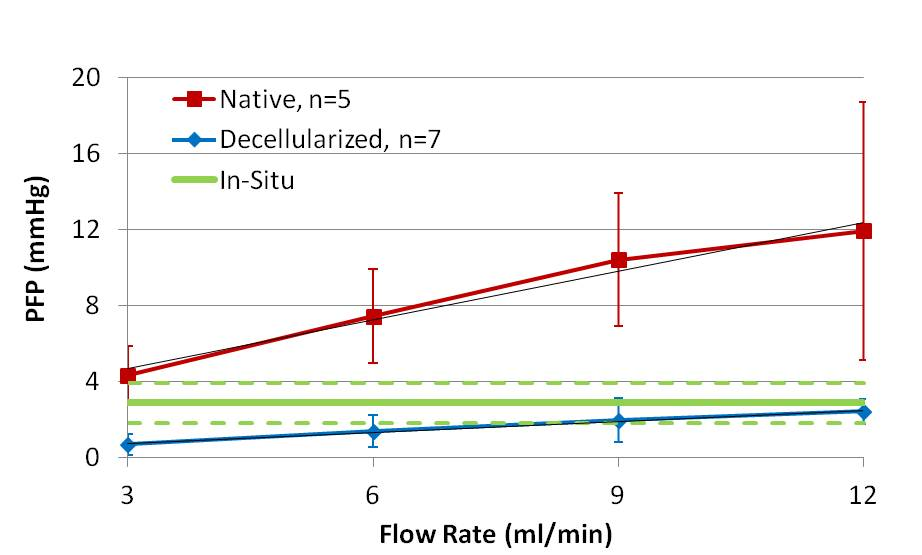 20
Native, n=5
Decellularized, n=7
16
In-Situ
12
8
4
0
PFP (mmHg)
3 6 9 12
Flow Rate (ml/min)